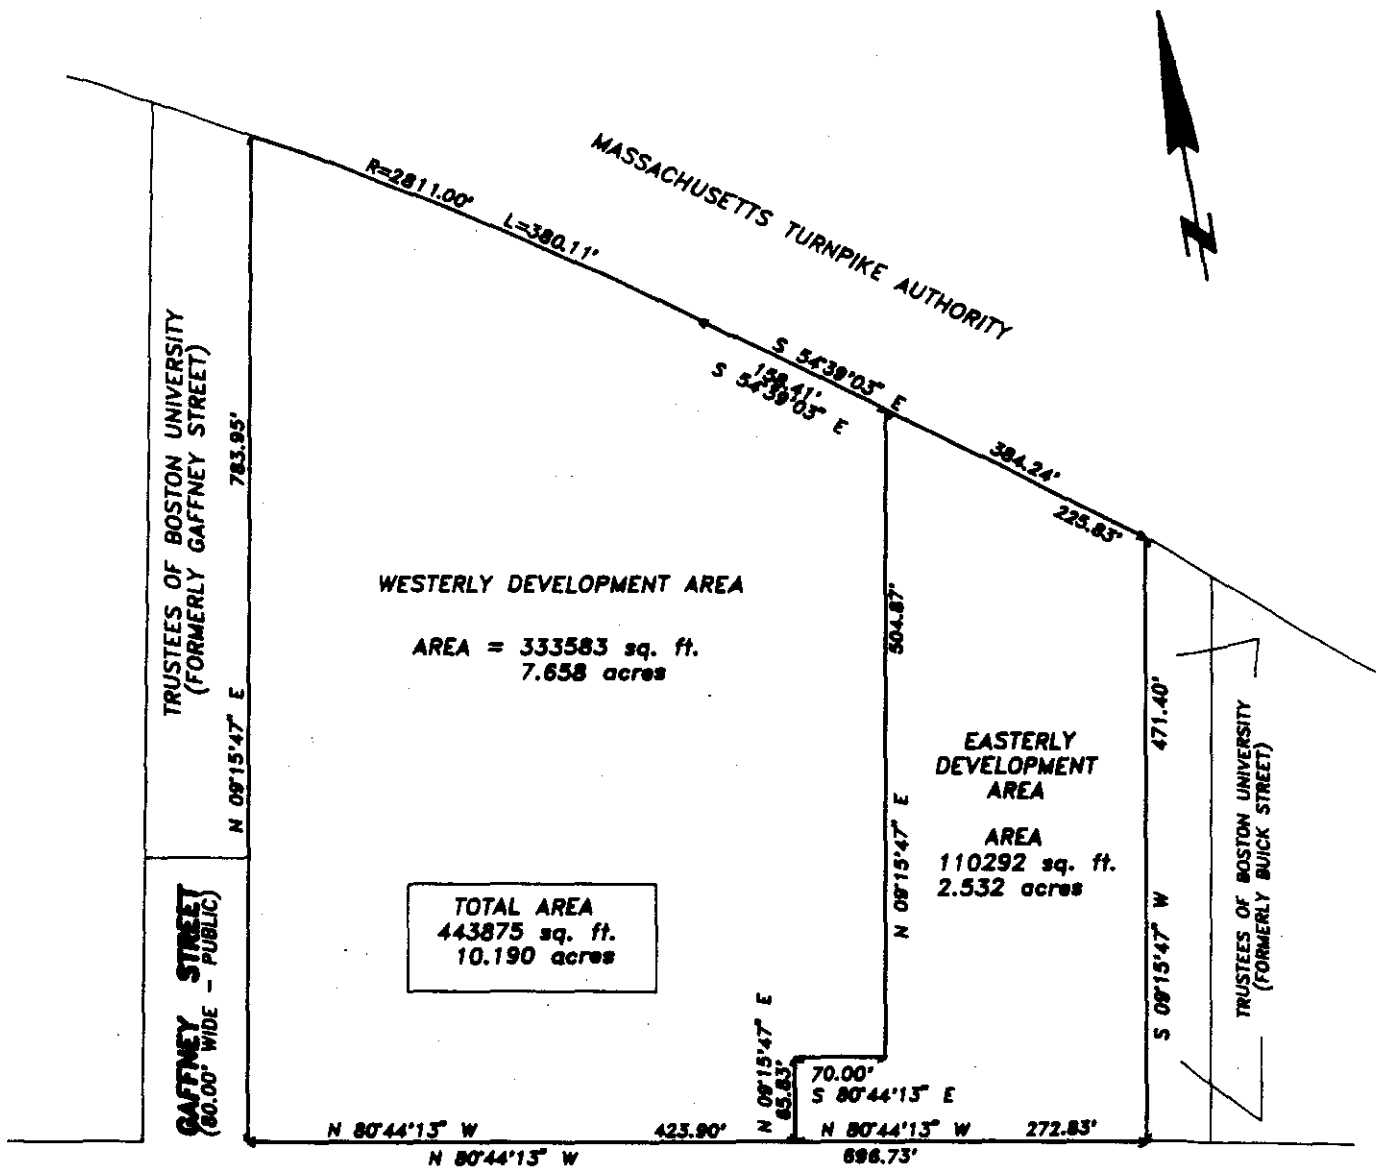 MASSACHUSETTS TURNPIKE AUTHORITY
R=2811.00'
L=380.11'
S 54°39'03" E
158.41'
S 54°39'03" E
384.24'
225.83'
TRUSTEES OF BOSTON UNIVERSITY
(FORMERLY GAFFNEY STREET)
783.95'
N 09°15'47" E
WESTERLY DEVELOPMENT AREA
AREA = 333583 sq. ft.
7.658 acres
504.87'
N 09°15'47" E
EASTERLY
DEVELOPMENT
AREA
AREA
110292 sq. ft.
2.532 acres
471.40'
S 09°15'47" W
TRUSTEES OF BOSTON UNIVERSITY
(FORMERLY BUICK STREET)
TOTAL AREA
443875 sq. ft.
10.190 acres
GAFFNEY STREET
(80.00' WIDE - PUBLIC)
N 09°15'47" E
65.83'
70.00'
S 80°44'13" E
N 80°44'13" W
423.90'
N 80°44'13" W
272.83'
N 80°44'13" W
696.73'
N